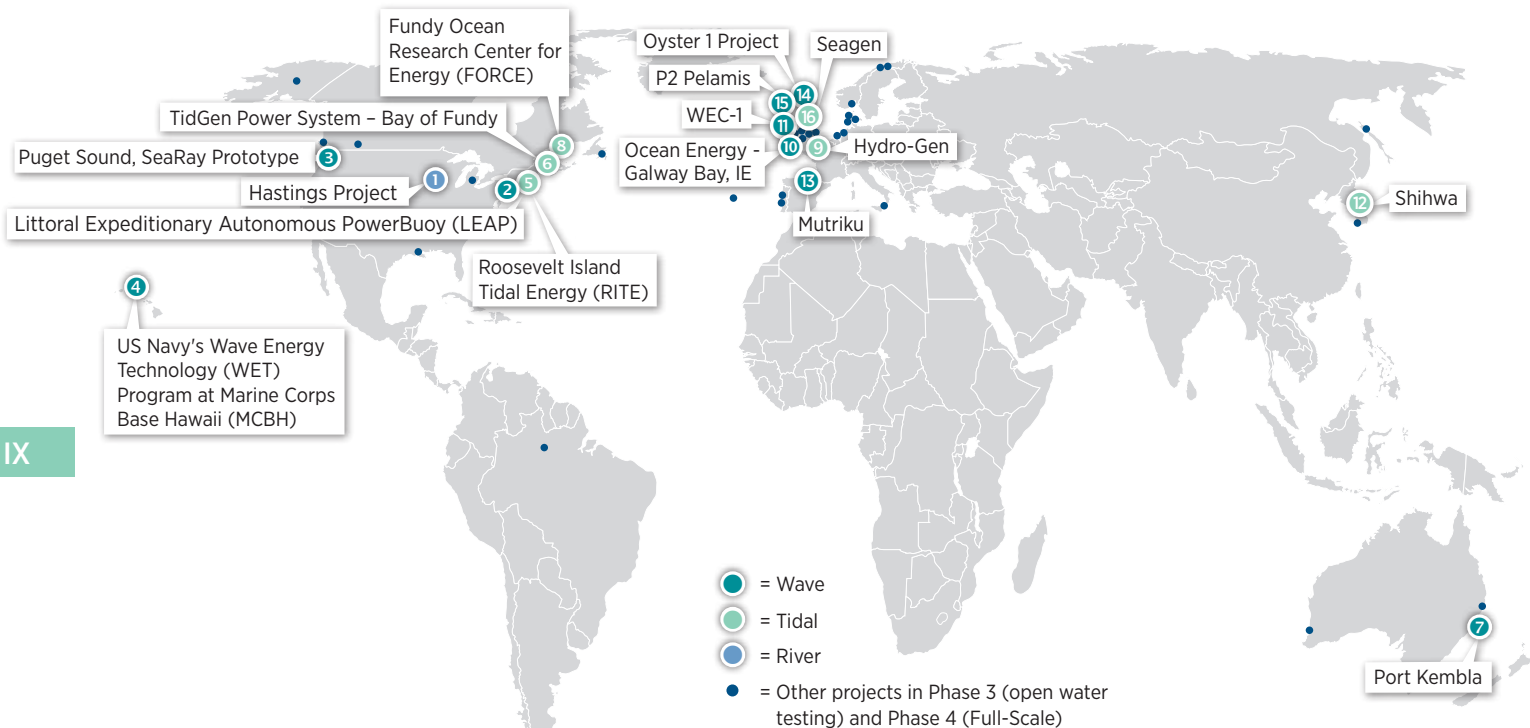 Fundy Ocean
Research Center for
Energy (FORCE)
Oyster 1 Project
Seagen
P2 Pelamis
TidGen Power System – Bay of Fundy
WEC-1
Puget Sound, SeaRay Prototype
Ocean Energy -
Galway Bay, IE
Hydro-Gen
Hastings Project
Littoral Expeditionary Autonomous PowerBuoy (LEAP)
Mutriku
Shihwa
Roosevelt Island
Tidal Energy (RITE)
US Navy's Wave Energy
Technology (WET)
Program at Marine Corps
Base Hawaii (MCBH)
14
15
16
11
10
9
8
6
3
1
2
5
13
12
4
7
IX
= Wave
= Tidal
= River
= Other projects in Phase 3 (open water
testing) and Phase 4 (Full-Scale)
Port Kembla